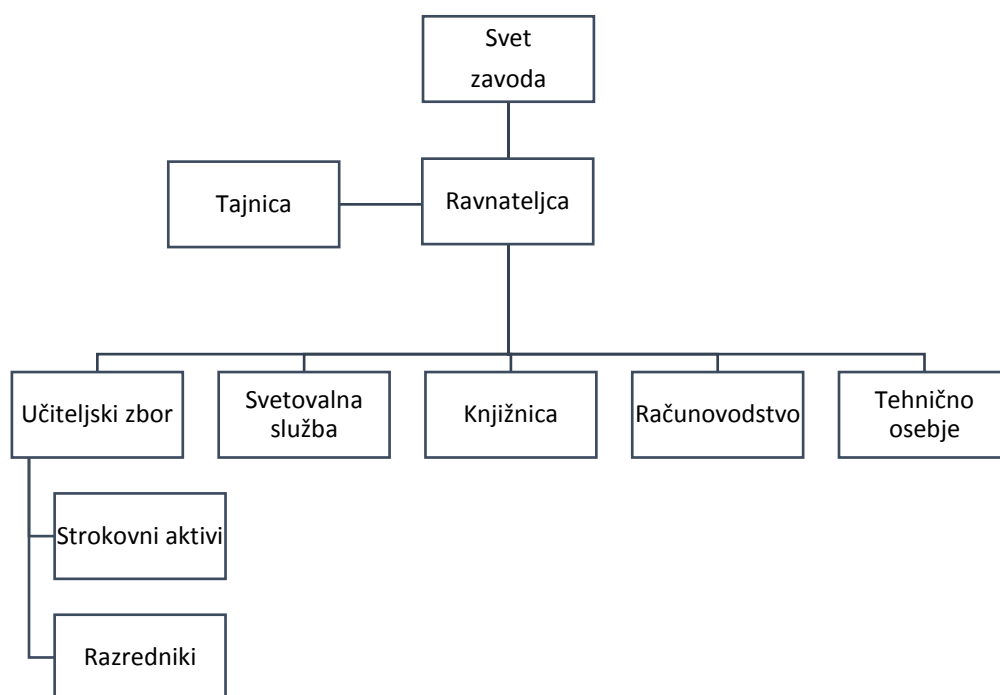 Svet
zavoda
Tajnica
Ravnateljca
Učiteljski zbor
Svetovalna
služba
Knjižnica
Računovodstvo
Tehnično
osebje
Strokovni aktivi
Razredniki